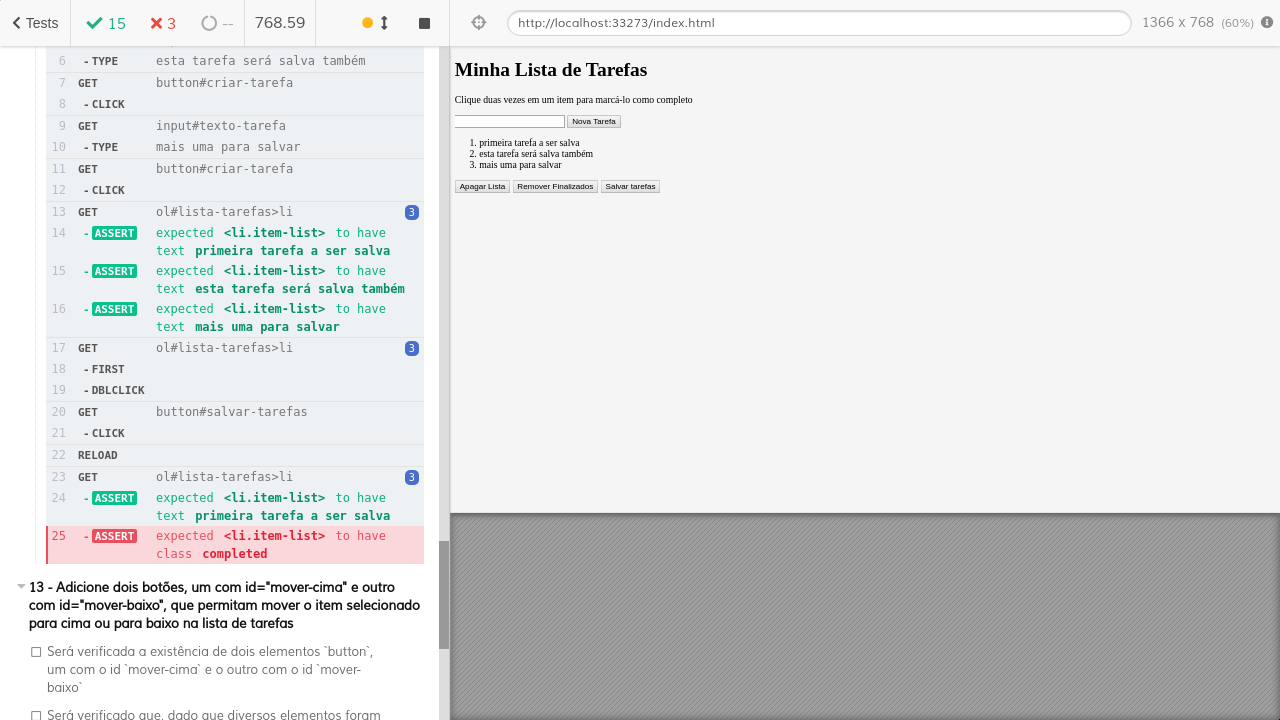 Tests
15
3
--
768.59
http://localhost:33273/index.html
1366 x 768 (60%)
6 - TYPE esta tarefa será salva também
7 GET button#criar-tarefa
8 - CLICK
9 GET input#texto-tarefa
10 - TYPE mais uma para salvar
11 GET button#criar-tarefa
12 - CLICK
13 GET ol#lista-tarefas>li 3
14 - ASSERT expected <li.item-list> to have
text primeira tarefa a ser salva
15 - ASSERT expected <li.item-list> to have
text esta tarefa será salva também
16 - ASSERT expected <li.item-list> to have
text mais uma para salvar
17 GET ol#lista-tarefas>li 3
18 - FIRST
19 - DBLCLICK
20 GET button#salvar-tarefas
21 - CLICK
22 RELOAD
23 GET ol#lista-tarefas>li 3
24 - ASSERT expected <li.item-list> to have
text primeira tarefa a ser salva
25 - ASSERT expected <li.item-list> to have
class completed
13 - Adicione dois botões, um com id="mover-cima" e outro
com id="mover-baixo", que permitam mover o item selecionado
para cima ou para baixo na lista de tarefas
Será verificada a existência de dois elementos `button`,
um com o id `mover-cima` e o outro com o id `mover-
baixo`
Será verificado que, dado que diversos elementos foram
Minha Lista de Tarefas
Clique duas vezes em um item para marcá-lo como completo
Nova Tarefa
1. primeira tarefa a ser salva
2. esta tarefa será salva também
3. mais uma para salvar
Apagar Lista Remover Finalizados Salvar tarefas